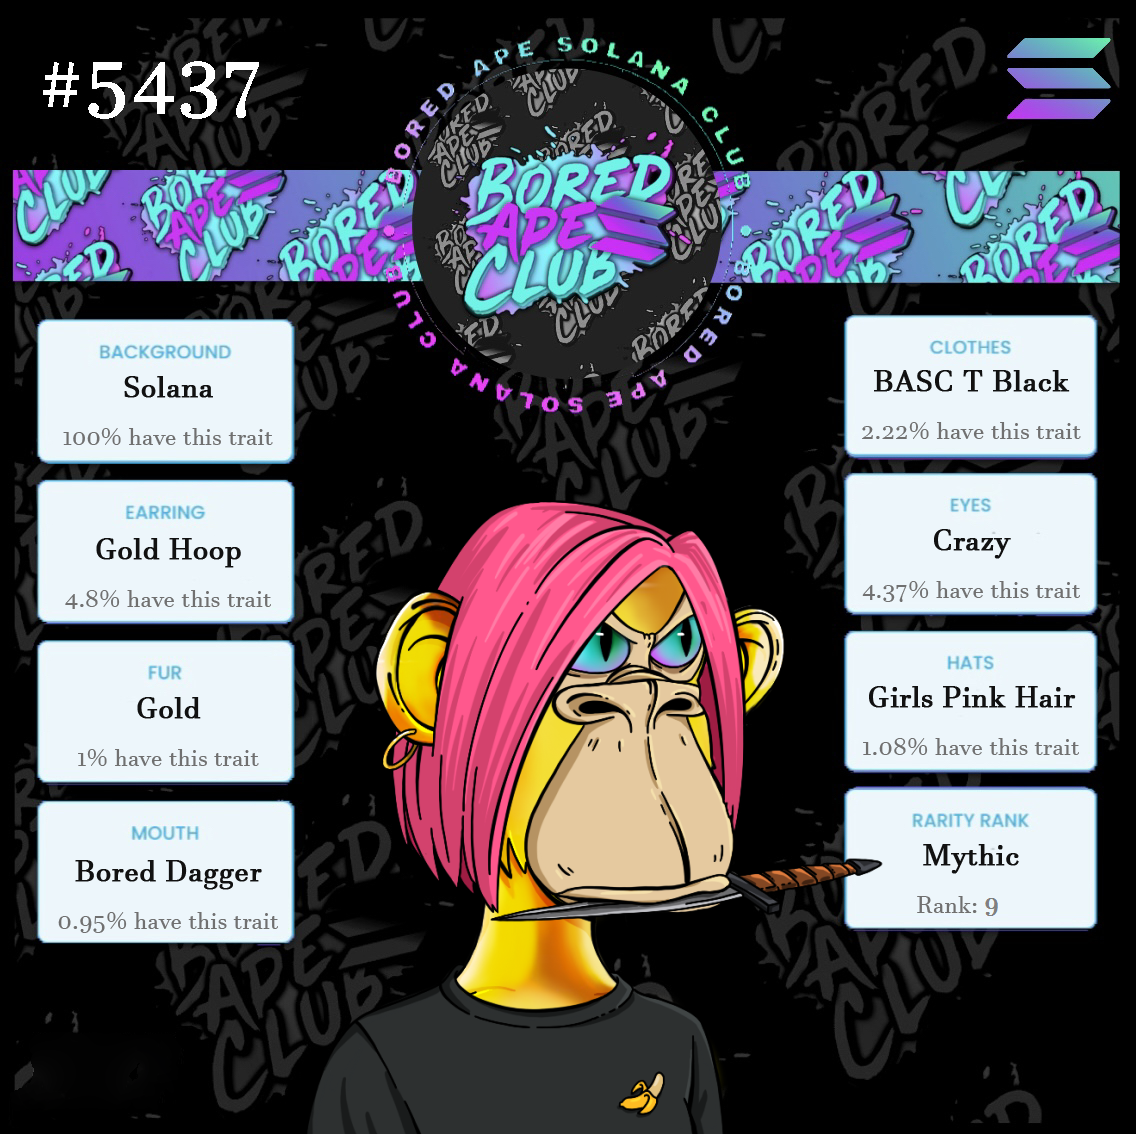 #5437
BORED APE SOLANA CLUB
BORED APE SOLANA CLUB
BORED
APE
CLUB
BACKGROUND
Solana
100% have this trait
EARRING
Gold Hoop
4.8% have this trait
FUR
Gold
1% have this trait
MOUTH
Bored Dagger
0.95% have this trait
CLOTHES
BASC T Black
2.22% have this trait
EYES
Crazy
4.37% have this trait
HATS
Girls Pink Hair
1.08% have this trait
RARITY RANK
Mythic
Rank: 9